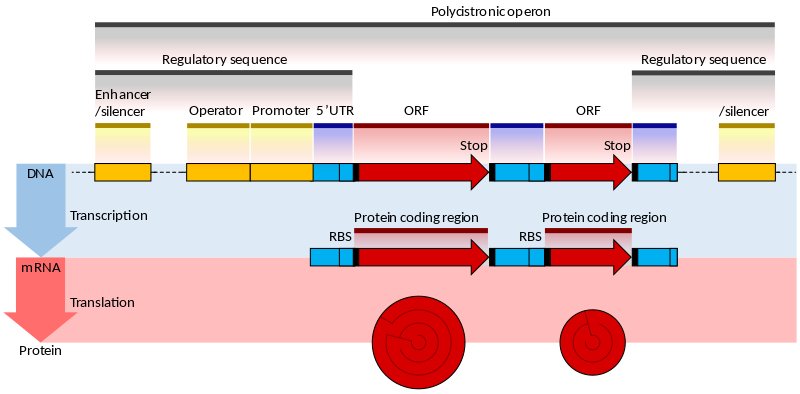 Polycistronic operon
Regulatory sequence
Regulatory sequence
Enhancer
/silencer
Operator
Promoter
5’UTR
ORF
ORF
/silencer
Stop
Stop
DNA
Transcription
Protein coding region
Protein coding region
RBS
RBS
mRNA
Translation
Protein